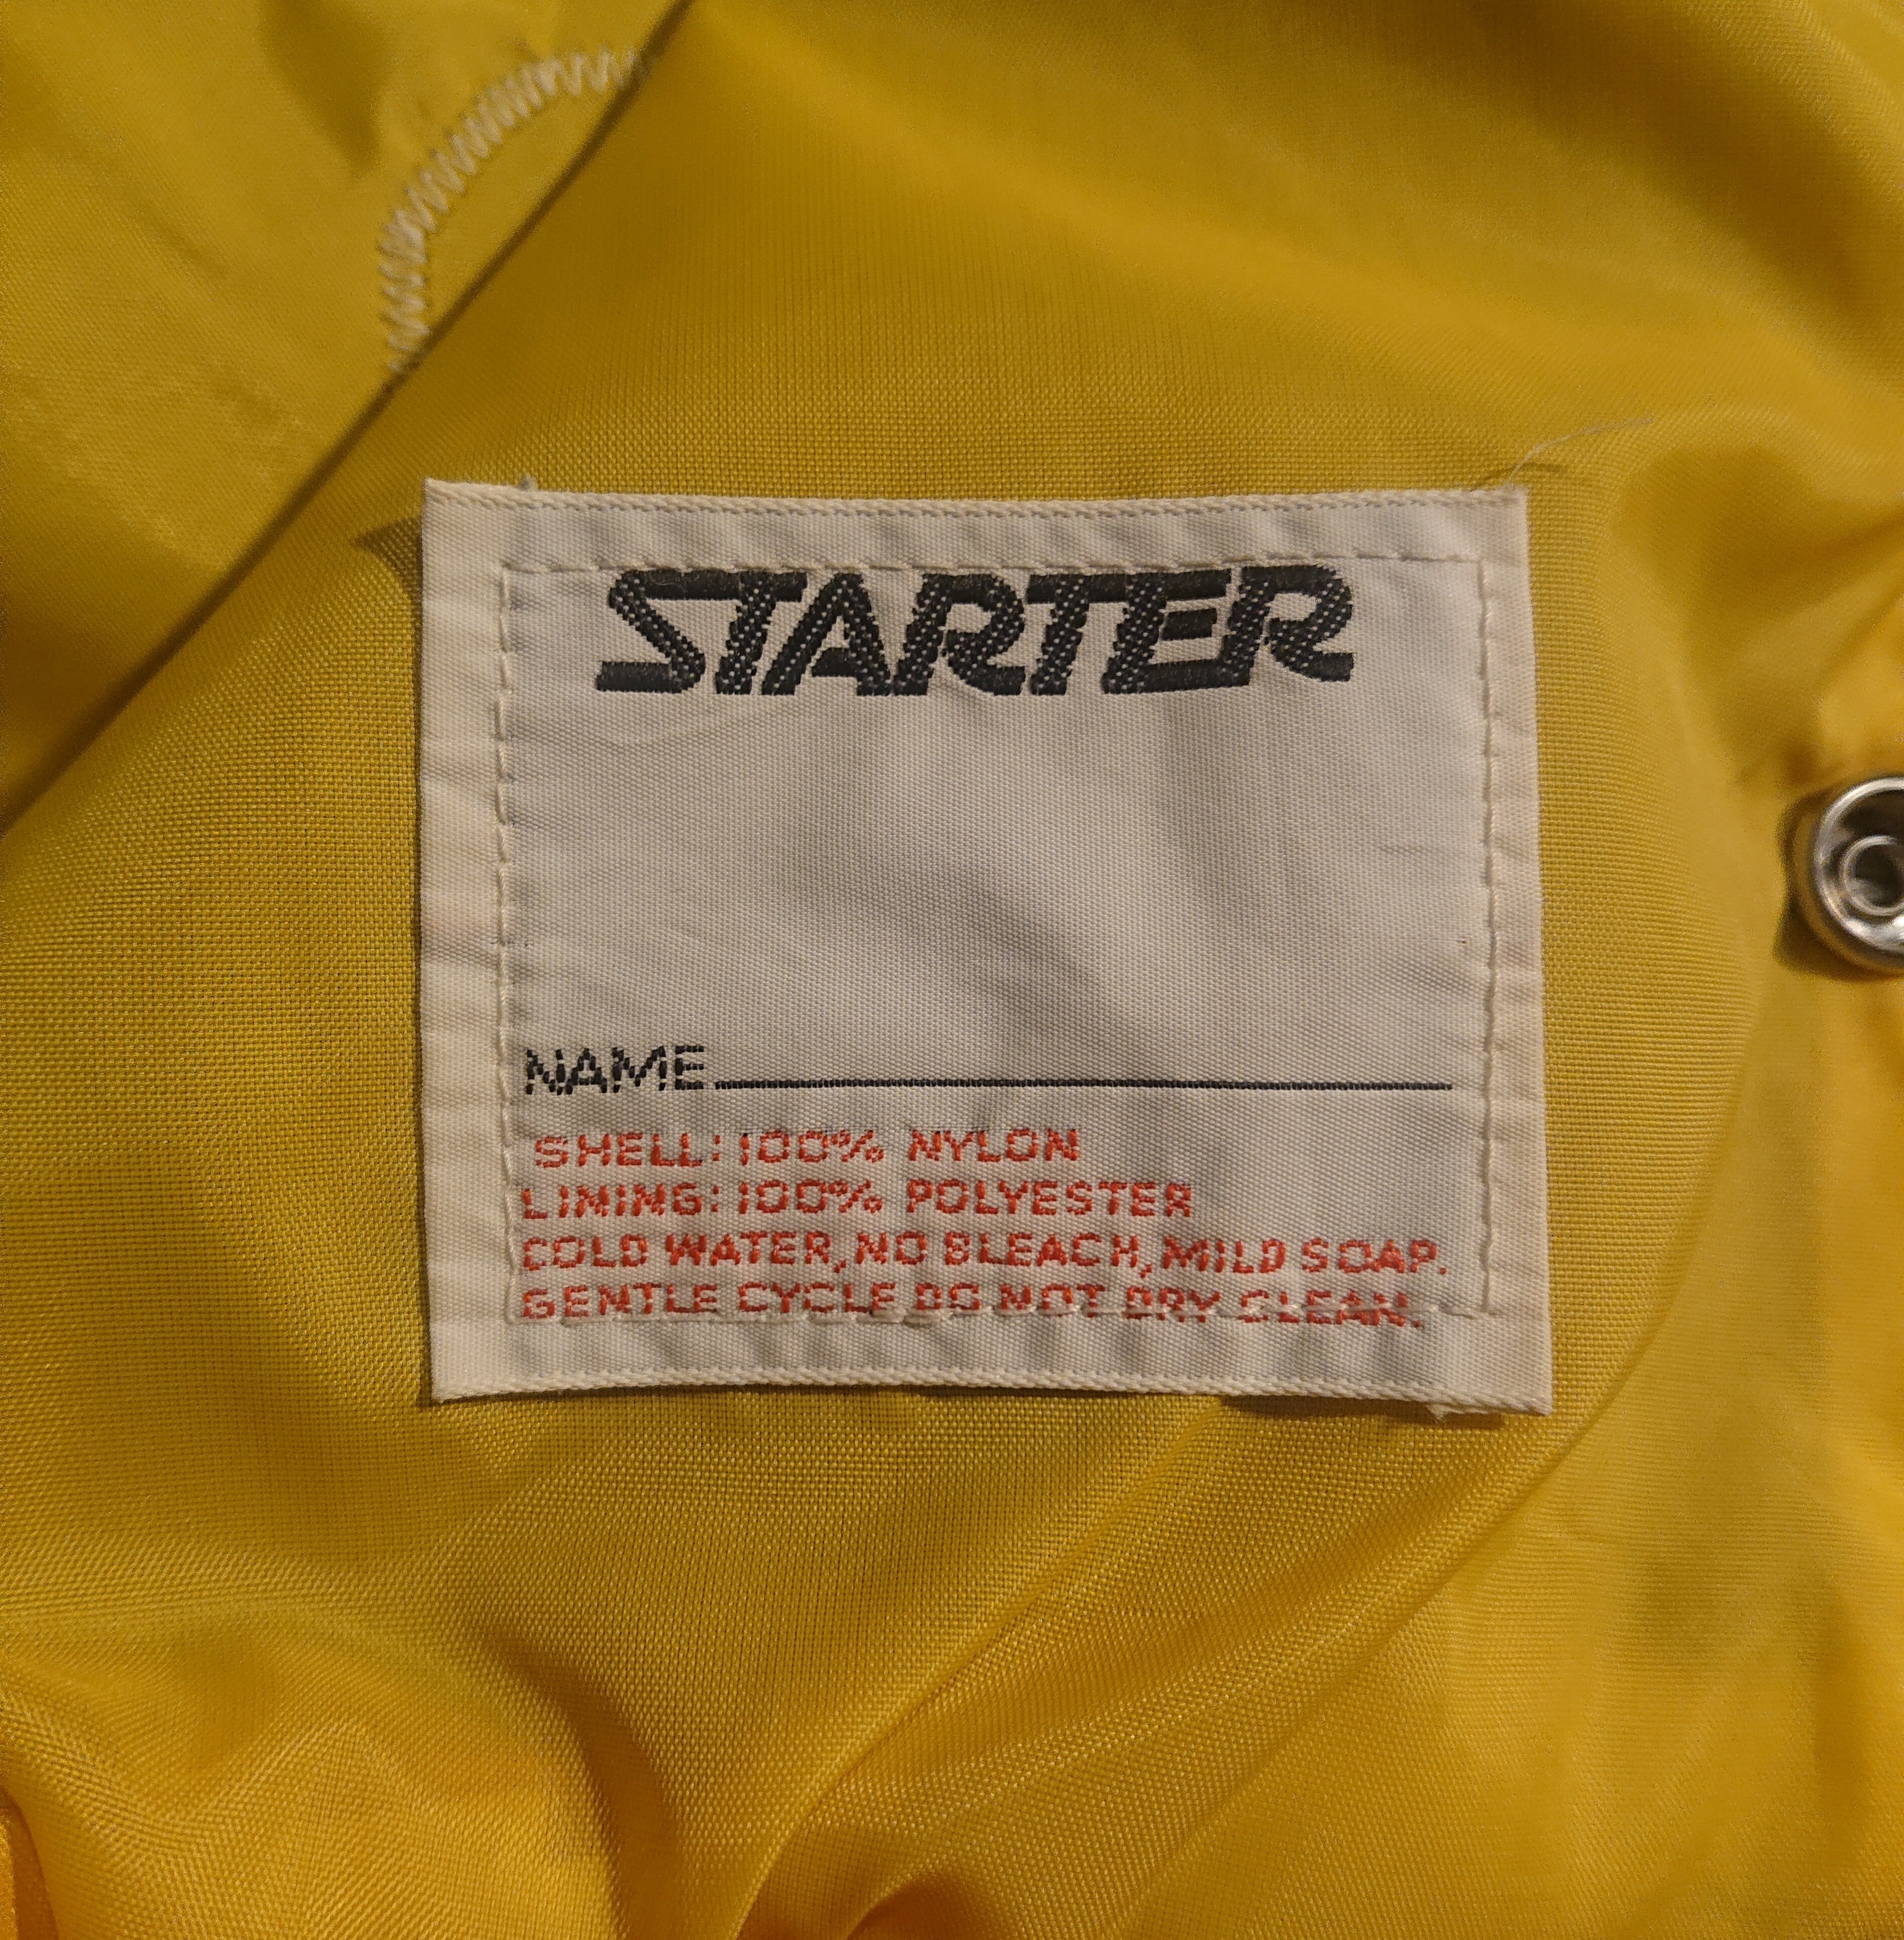 STARTER
NAME
SHELL: 100% NYLON
LINING: 100% POLYESTER
COLD WATER, NO BLEACH, MILD SOAP.
GENTLE CYCLE DO NOT DRY CLEAN.